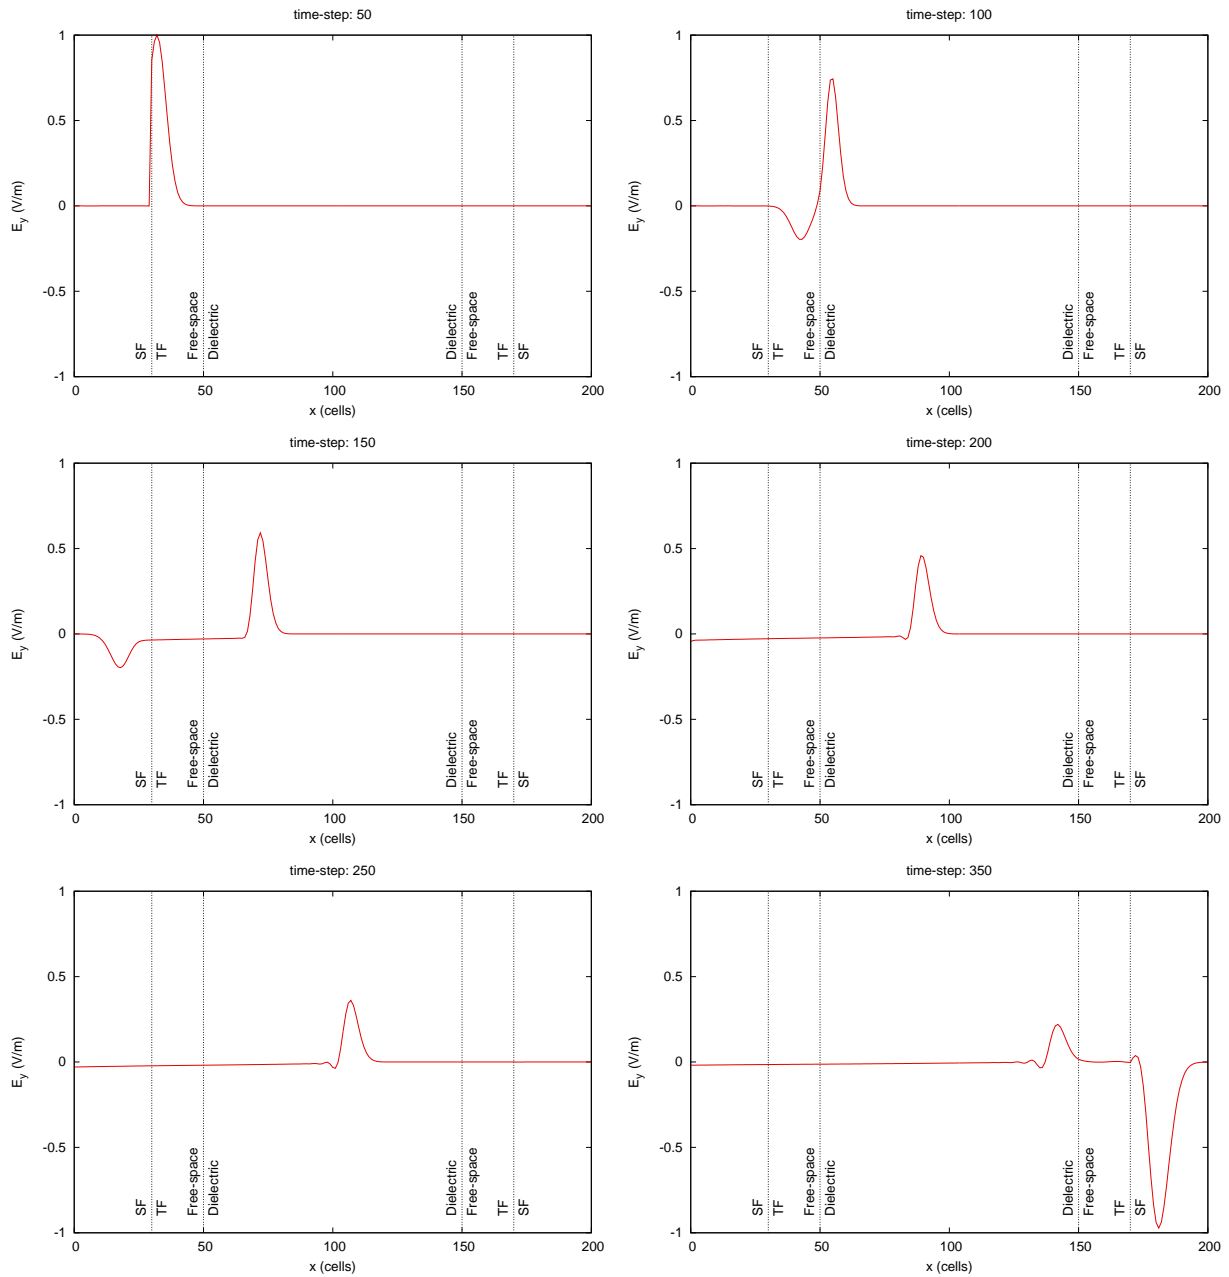 time-step: 50
1
0.5
0
-0.5
-1
E_y (V/m)
SF
TF
Free-space
Dielectric
Dielectric
Free-space
TF
SF
0 50 100 150 200
x (cells)
time-step: 100
1
0.5
0
-0.5
-1
E_y (V/m)
SF
TF
Free-space
Dielectric
Dielectric
Free-space
TF
SF
0 50 100 150 200
x (cells)
time-step: 150
1
0.5
0
-0.5
-1
E_y (V/m)
SF
TF
Free-space
Dielectric
Dielectric
Free-space
TF
SF
0 50 100 150 200
x (cells)
time-step: 200
1
0.5
0
-0.5
-1
E_y (V/m)
SF
TF
Free-space
Dielectric
Dielectric
Free-space
TF
SF
0 50 100 150 200
x (cells)
time-step: 250
1
0.5
0
-0.5
-1
E_y (V/m)
SF
TF
Free-space
Dielectric
Dielectric
Free-space
TF
SF
0 50 100 150 200
x (cells)
time-step: 350
1
0.5
0
-0.5
-1
E_y (V/m)
SF
TF
Free-space
Dielectric
Dielectric
Free-space
TF
SF
0 50 100 150 200
x (cells)